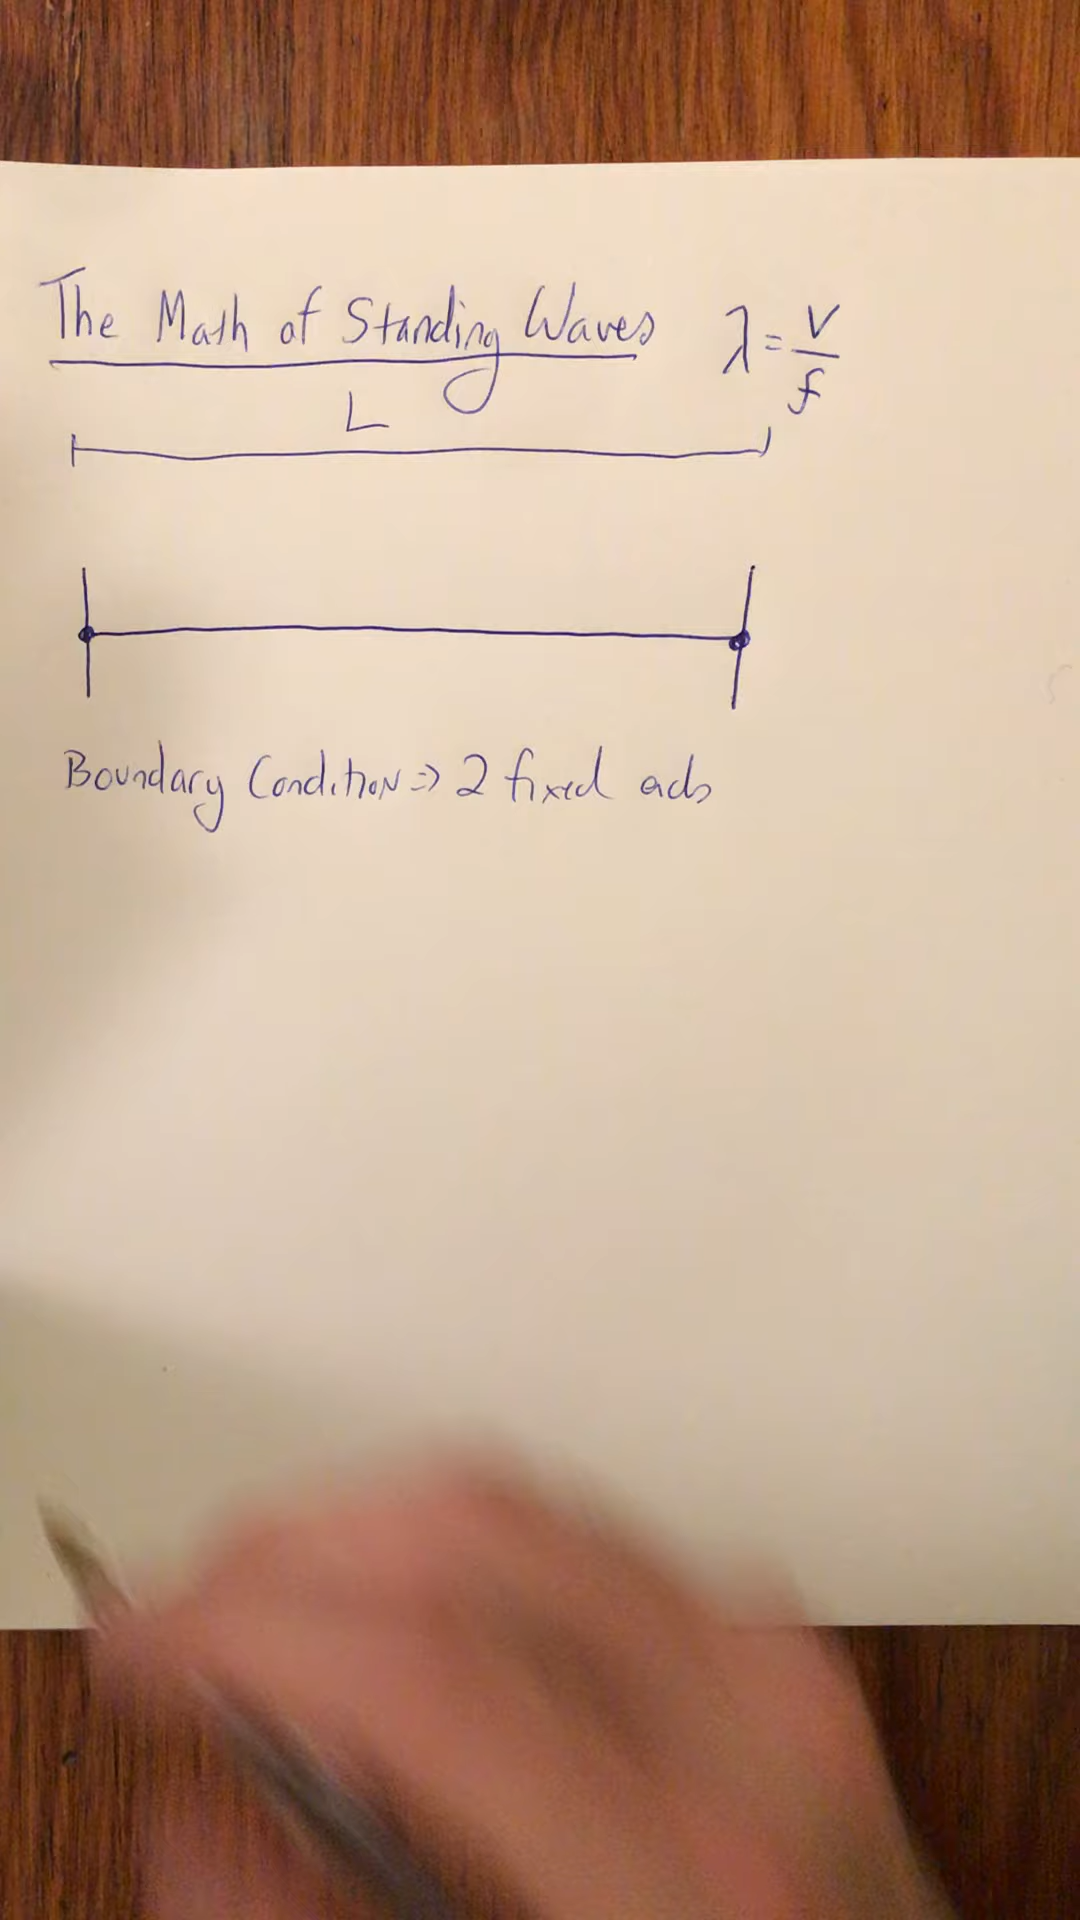 The Math of Standing Waves
λ = v/f
L
Boundary Condition => 2 fixed ends